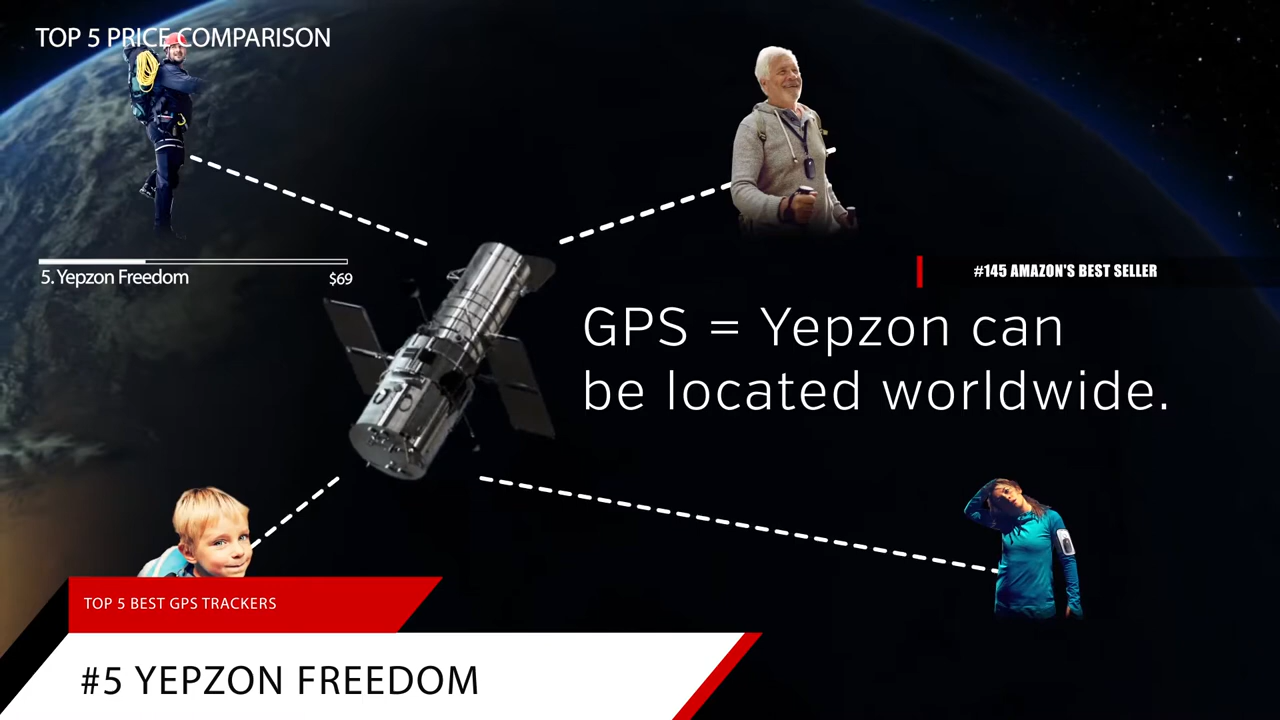 TOP 5 PRICE COMPARISON
5. Yepzon Freedom
$69
#145 AMAZON'S BEST SELLER
GPS = Yepzon can
be located worldwide.
TOP 5 BEST GPS TRACKERS
#5 YEPZON FREEDOM